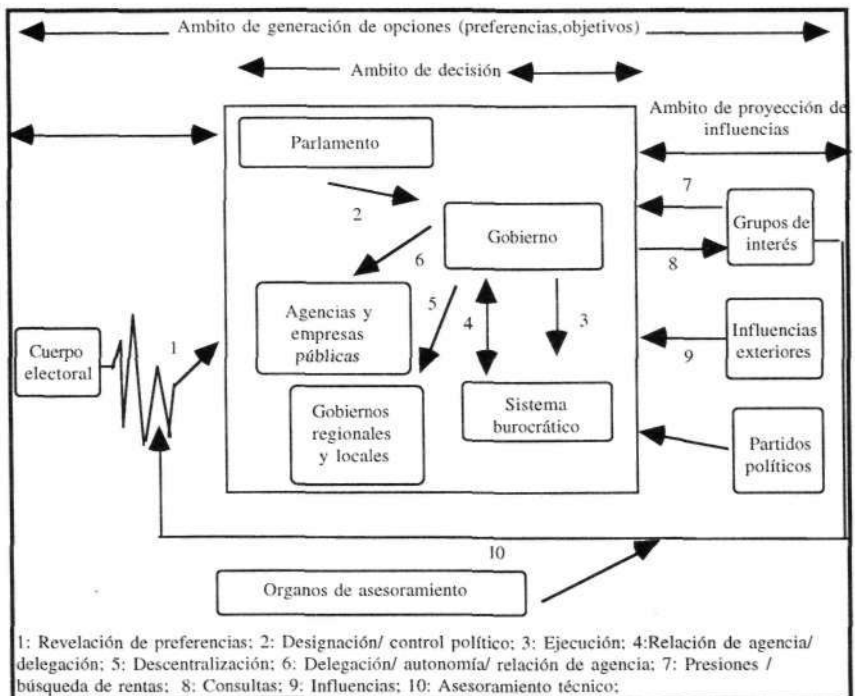 Ambito de generación de opciones (preferencias,objetivos)
Ambito de decisión
Ambito de proyección de
influencias
Parlamento
2
Gobierno
7
Grupos de
interés
8
6
Agencias y
empresas
públicas
5
4
3
Cuerpo
electoral
1
Influencias
exteriores
9
Gobiernos
regionales
y locales
Sistema
burocrático
Partidos
políticos
10
Organos de asesoramiento
1: Revelación de preferencias; 2: Designación/ control político; 3: Ejecución; 4:Relación de agencia/
delegación; 5: Descentralización; 6: Delegación/ autonomía/ relación de agencia; 7: Presiones /
búsqueda de rentas; 8: Consultas; 9: Influencias; 10: Asesoramiento técnico;